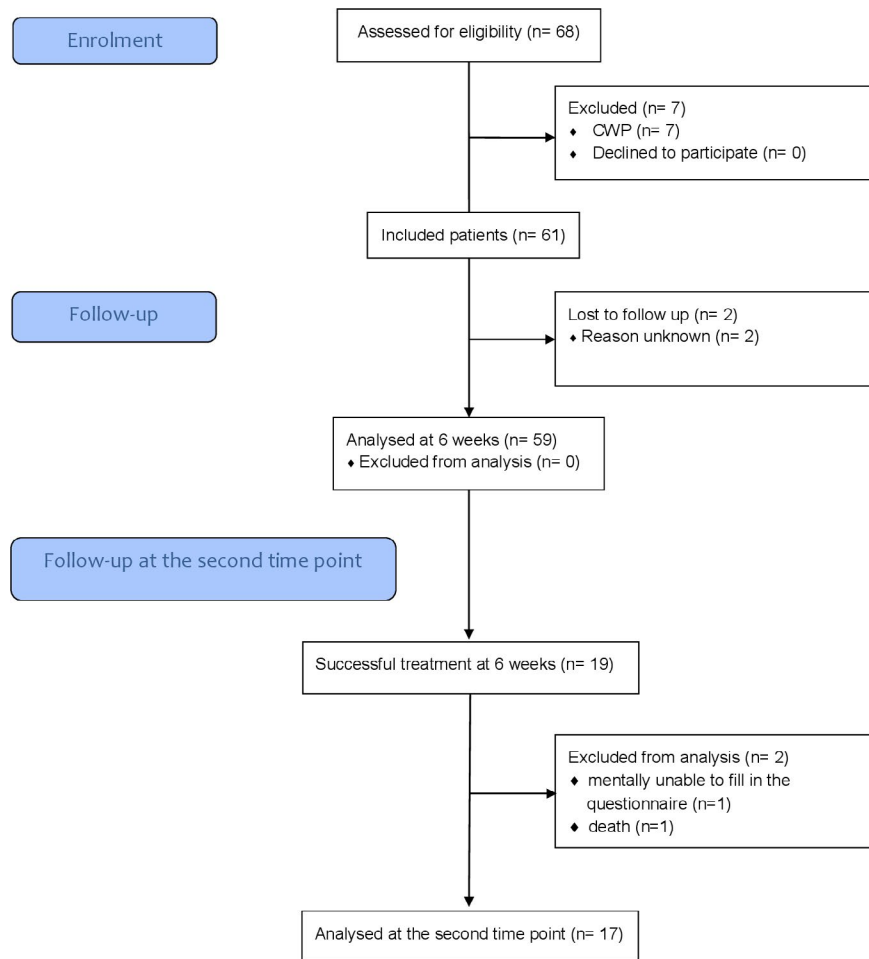 Enrolment
Assessed for eligibility (n= 68)
Excluded (n= 7)
♦ CWP (n= 7)
♦ Declined to participate (n= 0)
Included patients (n= 61)
Follow-up
Lost to follow up (n= 2)
♦ Reason unknown (n= 2)
Analysed at 6 weeks (n= 59)
♦ Excluded from analysis (n= 0)
Follow-up at the second time point
Successful treatment at 6 weeks (n= 19)
Excluded from analysis (n= 2)
♦ mentally unable to fill in the
questionnaire (n=1)
♦ death (n=1)
Analysed at the second time point (n= 17)